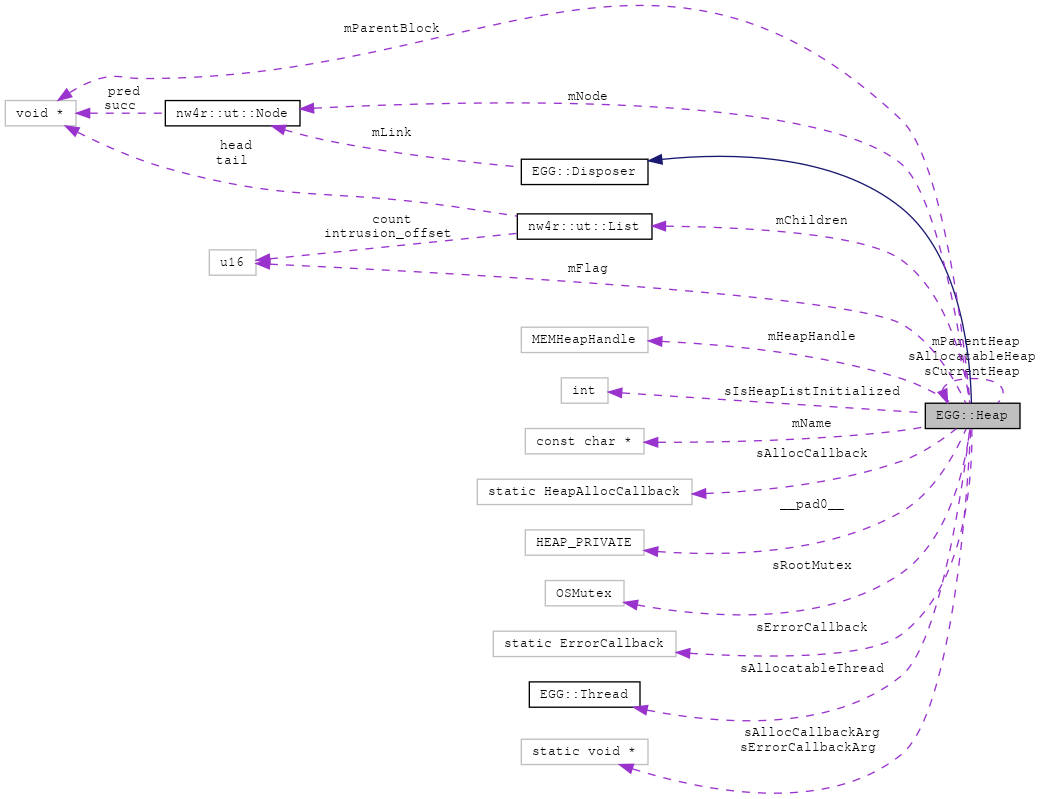 mParentBlock
pred
succ
void *
nw4r::ut::Node
mNode
mLink
head
tail
EGG::Disposer
count
intrusion_offset
nw4r::ut::List
mChildren
u16
mFlag
MEMHeapHandle
mHeapHandle
mParentHeap
sAllocatableHeap
sCurrentHeap
int
sIsHeapListInitialized
EGG::Heap
const char *
mName
sAllocCallback
static HeapAllocCallback
__pad0__
HEAP_PRIVATE
sRootMutex
OSMutex
sErrorCallback
static ErrorCallback
sAllocatableThread
EGG::Thread
sAllocCallbackArg
sErrorCallbackArg
static void *